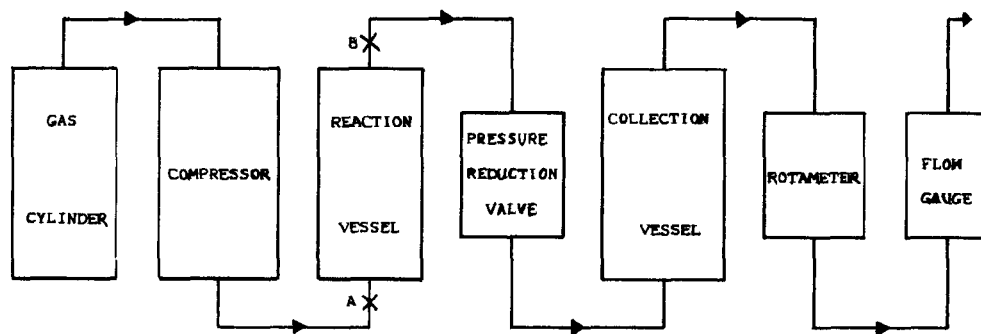 GAS
CYLINDER
COMPRESSOR
B
REACTION
VESSEL
A
PRESSURE
REDUCTION
VALVE
COLLECTION
VESSEL
ROTAMETER
FLOW
GAUGE